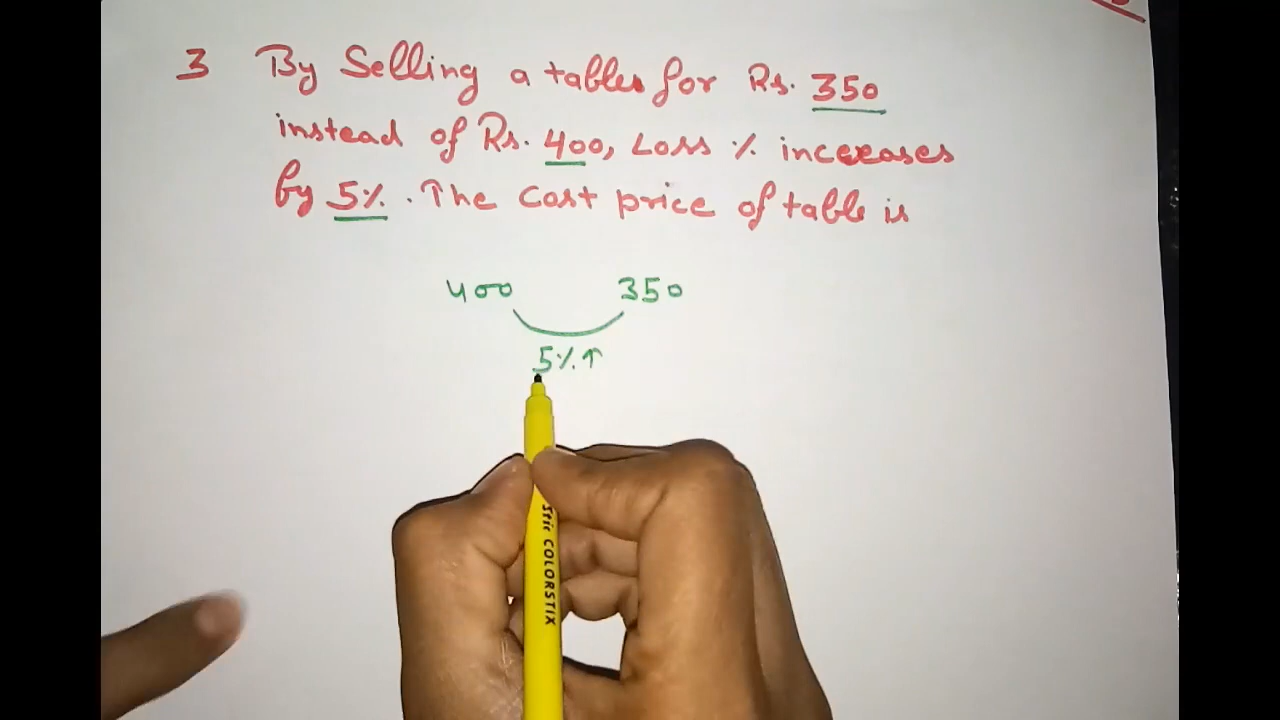 3 By Selling a tables for Rs. 350
instead of Rs. 400, Loss % increases
by 5%. The cost price of table is
400 350
5%↑
Stic COLORSTIX